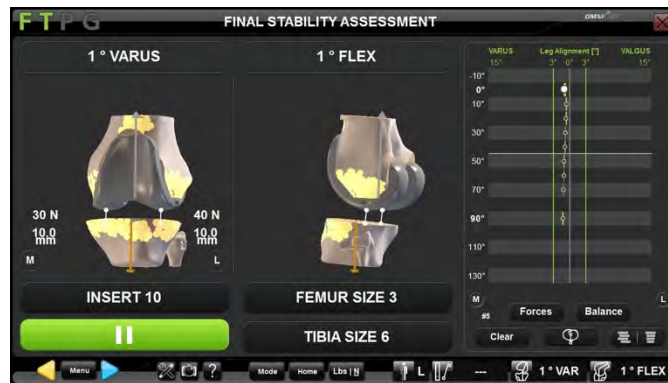 F T P G
FINAL STABILITY ASSESSMENT
1 ° VARUS
1 ° FLEX
VARUS Leg Alignment [°] VALGUS
15° 3° 0° 3° 15°
-10°
0°
10°
30°
50°
70°
90°
110°
130°
30 N
10.0
mm
M
40 N
10.0
mm
L
INSERT 10
FEMUR SIZE 3
TIBIA SIZE 6
M
L
#5
Forces
Balance
Clear
Menu
?
Mode
Home
Lbs | N
L
---
1 ° VAR
1 ° FLEX